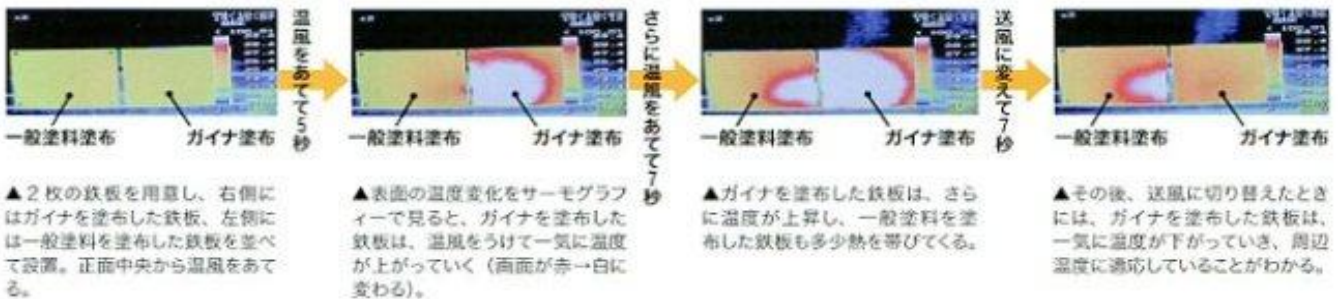 一般塗料塗布
ガイナ塗布
▲2枚の鉄板を用意し、右側に
はガイナを塗布した鉄板、左側に
は一般塗料を塗布した鉄板を並べ
て設置。正面中央から温風をあて
る。
温風をあてて5秒
一般塗料塗布
ガイナ塗布
▲表面の温度変化をサーモグラフ
ィーで見ると、ガイナを塗布した
鉄板は、温風をうけて一気に温度
が上がっていく（画面が赤→白に
変わる）。
さらに温風をあてて7秒
一般塗料塗布
ガイナ塗布
▲ガイナを塗布した鉄板は、さら
に温度が上昇し、一般塗料を塗
布した鉄板も多少熱を帯びてくる。
送風に変えて7秒
一般塗料塗布
ガイナ塗布
▲その後、送風に切り替えたとき
には、ガイナを塗布した鉄板は、
一気に温度が下がっていき、周辺
温度に適応していることがわかる。